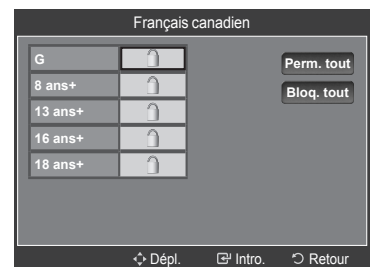 Français canadien
G
Perm. tout
8 ans+
Bloq. tout
13 ans+
16 ans+
18 ans+
Dépl. Intro. Retour